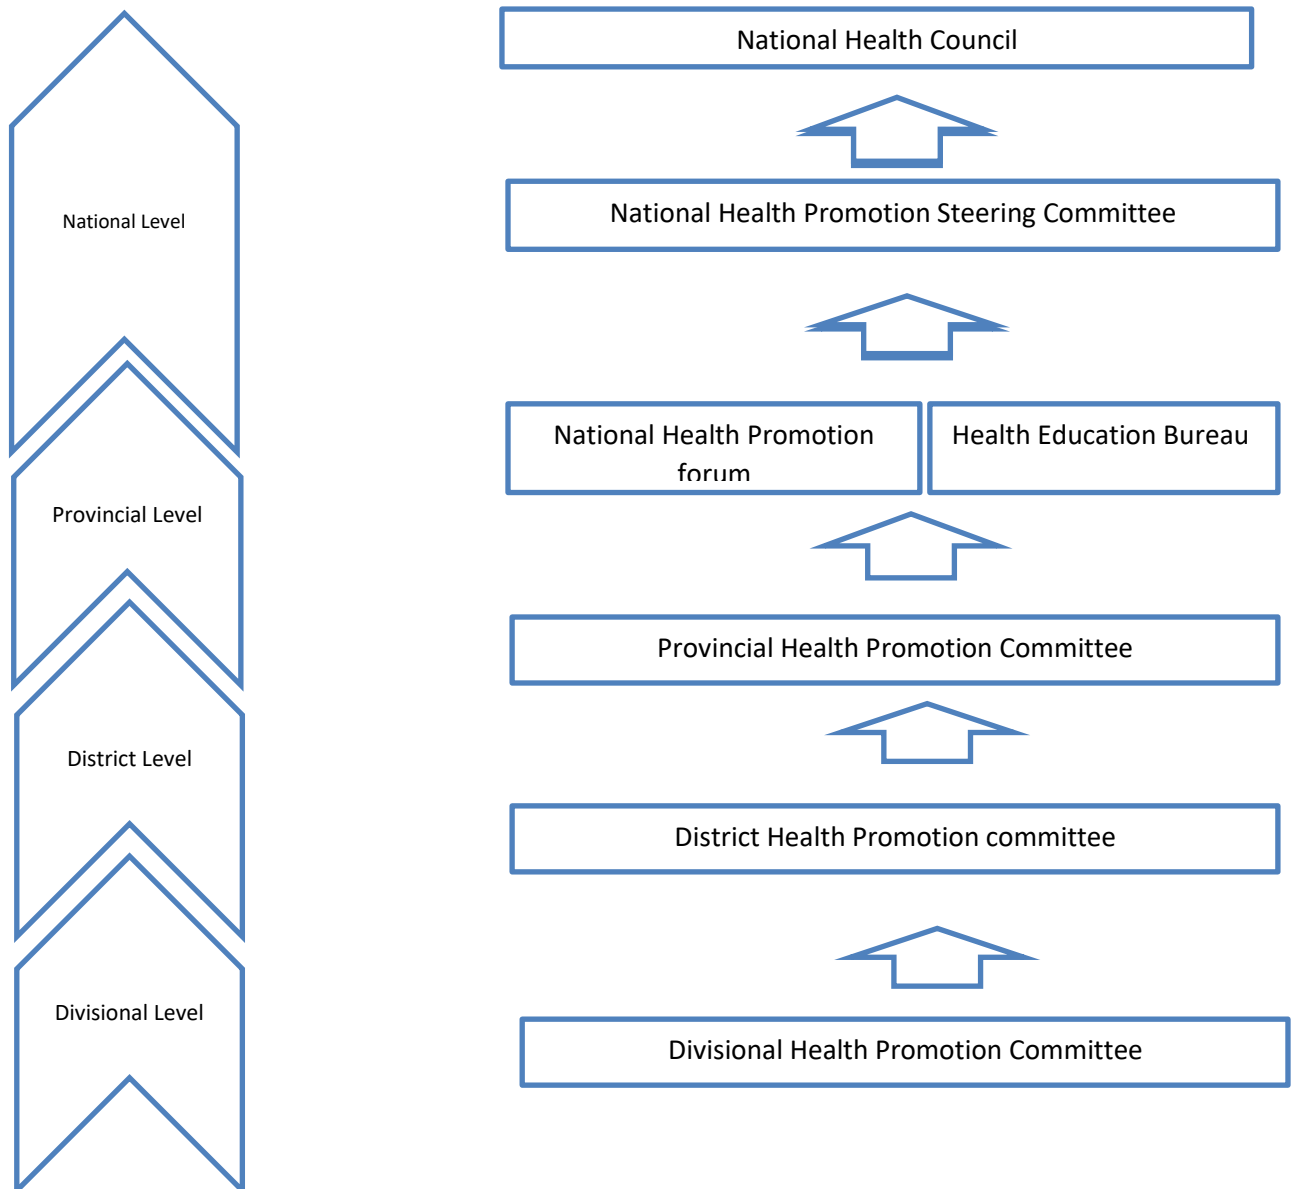 National Health Council
National Level
National Health Promotion Steering Committee
National Health Promotion
forum
Health Education Bureau
Provincial Level
Provincial Health Promotion Committee
District Level
District Health Promotion committee
Divisional Level
Divisional Health Promotion Committee